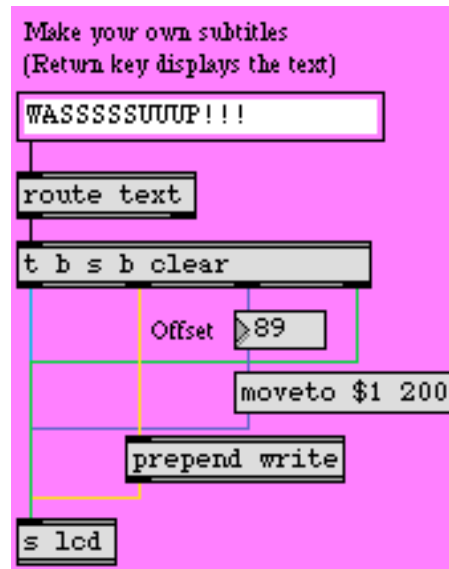 Make your own subtitles
(Return key displays the text)
WASSSSSUUUP!!!
route text
t b s b clear
Offset 89
moveto $1 200
prepend write
s lcd